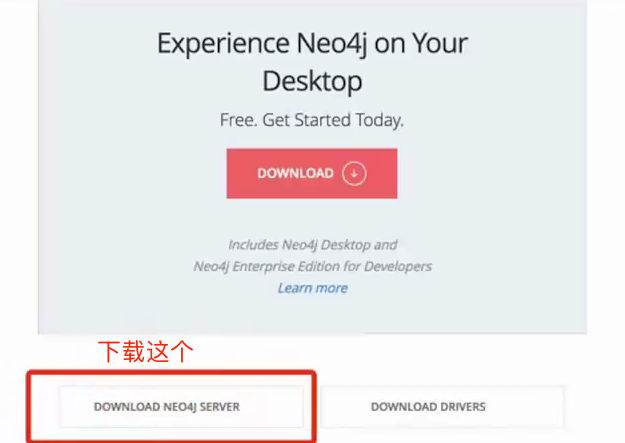 Experience Neo4j on Your
Desktop
Free. Get Started Today.
DOWNLOAD
Includes Neo4j Desktop and
Neo4j Enterprise Edition for Developers
Learn more
下载这个
DOWNLOAD NEO4J SERVER
DOWNLOAD DRIVERS